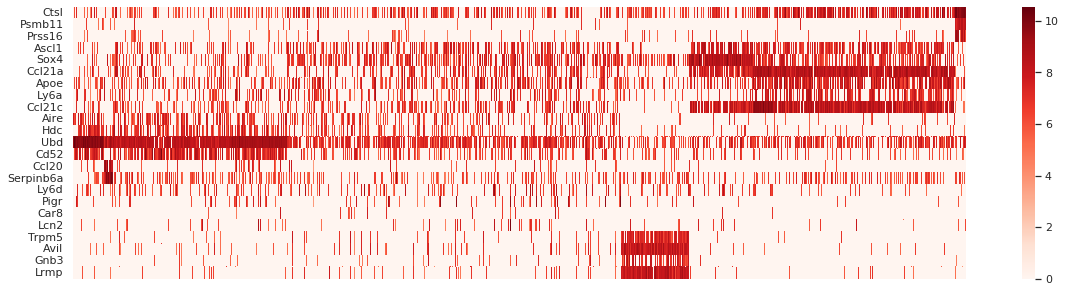 Ctsl
Psmb11
Prss16
Ascl1
Sox4
Ccl21a
Apoe
Ly6a
Ccl21c
Aire
Hdc
Ubd
Cd52
Ccl20
Serpinb6a
Ly6d
Pigr
Car8
Lcn2
Trpm5
Avil
Gnb3
Lrmp
10
8
6
4
2
0